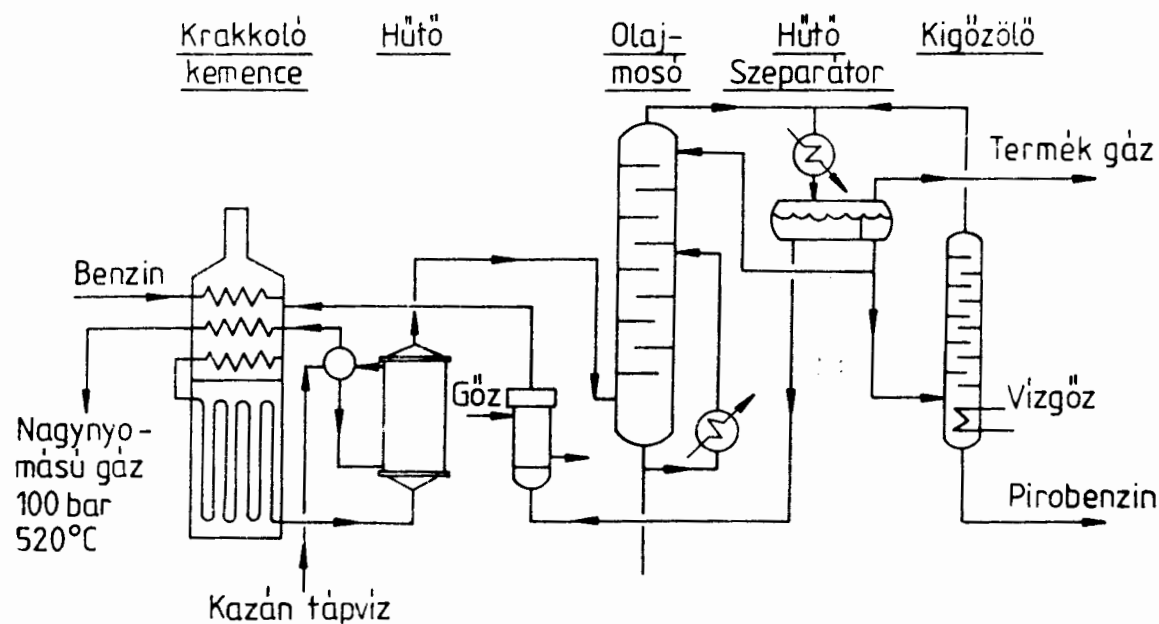 Krakkoló
kemence
Hűtő
Olaj-
mosó
Hűtő
Szeparátor
Kigőzölő
Termék gáz
Benzin
Gőz
Vízgőz
Nagynyo-
mású gáz
100 bar
520°C
Pirobenzin
Kazán tápvíz